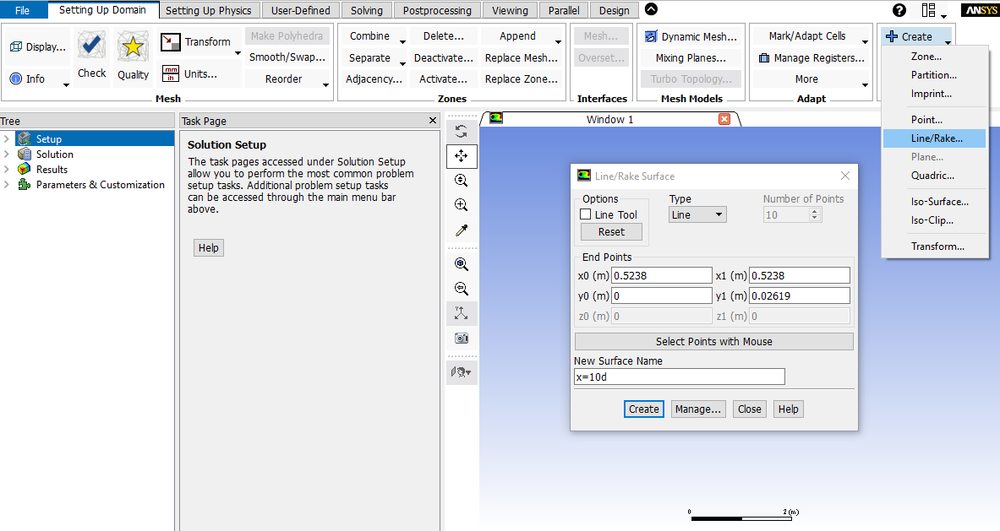 File Setting Up Domain Setting Up Physics User-Defined Solving Postprocessing Viewing Parallel Design ? ANSYS
Display... Check Quality Transform Make Polyhedra
Info Smooth/Swap...
mm in Units... Reorder
Mesh
Combine Delete... Append
Separate Deactivate... Replace Mesh...
Adjacency... Activate... Replace Zone...
Zones
Mesh...
Overset...
Interfaces
Dynamic Mesh...
Mixing Planes...
Turbo Topology...
Mesh Models
Mark/Adapt Cells
Manage Registers...
More
Adapt
Create
Zone...
Partition...
Imprint...
Point...
Line/Rake...
Plane...
Quadric...
Iso-Surface...
Iso-Clip...
Transform...
Tree
Setup
Solution
Results
Parameters & Customization
Task Page
Solution Setup
The task pages accessed under Solution Setup
allow you to perform the most common problem
setup tasks. Additional problem setup tasks
can be accessed through the main menu bar
above.
Help
Window 1
Line/Rake Surface
Options Type Number of Points
Line Tool Line 10
Reset
End Points
x0 (m) 0.5238 x1 (m) 0.5238
y0 (m) 0 y1 (m) 0.02619
z0 (m) 0 z1 (m) 0
Select Points with Mouse
New Surface Name
x=10d
Create Manage... Close Help
0 2 (m)